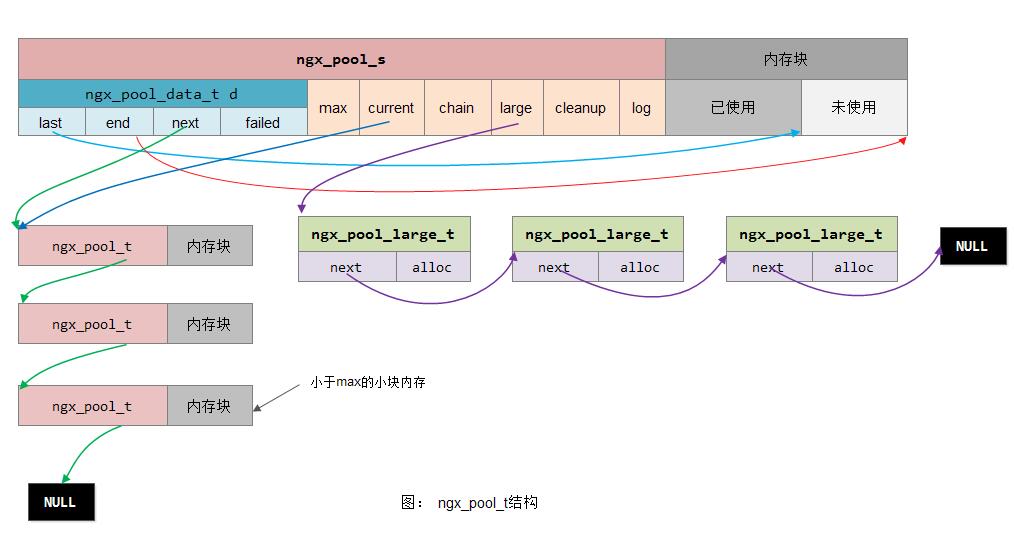 ngx_pool_s
内存块
ngx_pool_data_t d
max
current
chain
large
cleanup
log
已使用
未使用
last
end
next
failed
ngx_pool_t
内存块
ngx_pool_large_t
next
alloc
ngx_pool_large_t
next
alloc
ngx_pool_large_t
next
alloc
NULL
ngx_pool_t
内存块
ngx_pool_t
内存块
小于max的小块内存
NULL
图： ngx_pool_t结构